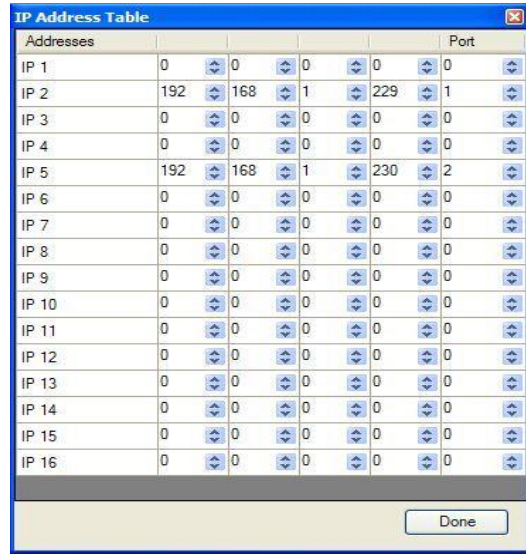 IP Address Table
Addresses Port
IP 1 0 0 0 0 0
IP 2 192 168 1 229 1
IP 3 0 0 0 0 0
IP 4 0 0 0 0 0
IP 5 192 168 1 230 2
IP 6 0 0 0 0 0
IP 7 0 0 0 0 0
IP 8 0 0 0 0 0
IP 9 0 0 0 0 0
IP 10 0 0 0 0 0
IP 11 0 0 0 0 0
IP 12 0 0 0 0 0
IP 13 0 0 0 0 0
IP 14 0 0 0 0 0
IP 15 0 0 0 0 0
IP 16 0 0 0 0 0
Done